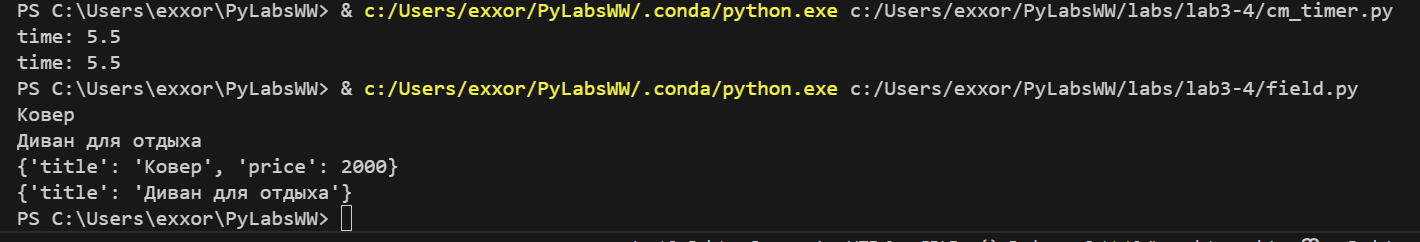 PS C:\Users\exxor\PyLabsWW> & c:/Users/exxor/PyLabsWW/.conda/python.exe c:/Users/exxor/PyLabsWW/labs/lab3-4/cm_timer.py
time: 5.5
time: 5.5
PS C:\Users\exxor\PyLabsWW> & c:/Users/exxor/PyLabsWW/.conda/python.exe c:/Users/exxor/PyLabsWW/labs/lab3-4/field.py
Ковер
Диван для отдыха
{'title': 'Ковер', 'price': 2000}
{'title': 'Диван для отдыха'}
PS C:\Users\exxor\PyLabsWW>